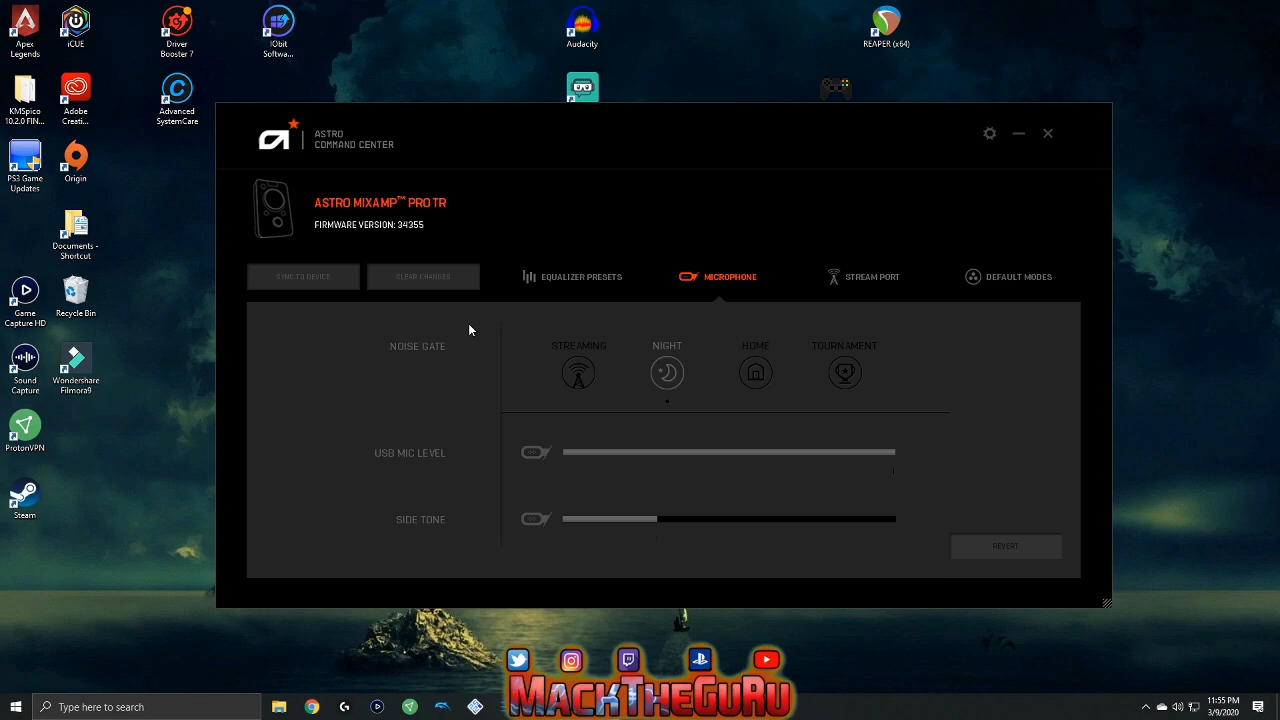 Apex
Legends
iCUE
Driver
Booster 7
IObit
Softwa...
Audacity
REAPER (x64)
KMSpico
10.2.0 FIN...
Adobe
Creati...
Advanced
SystemCare
PS3 Game
Updates
Origin
Documents -
Shortcut
Game
Capture HD
Recycle Bin
Sound
Capture
Wondershare
Filmora9
ProtonVPN
Steam
ASTRO
COMMAND CENTER
ASTRO MIXAMP™ PRO TR
FIRMWARE VERSION: 34355
SYNC TO DEVICE
CLEAR CHANGES
EQUALIZER PRESETS
MICROPHONE
STREAM PORT
DEFAULT MODES
NOISE GATE
STREAMING
NIGHT
HOME
TOURNAMENT
USB MIC LEVEL
SIDE TONE
REVERT
MACKTHEGURU
Type here to search
11:55 PM
3/9/2020